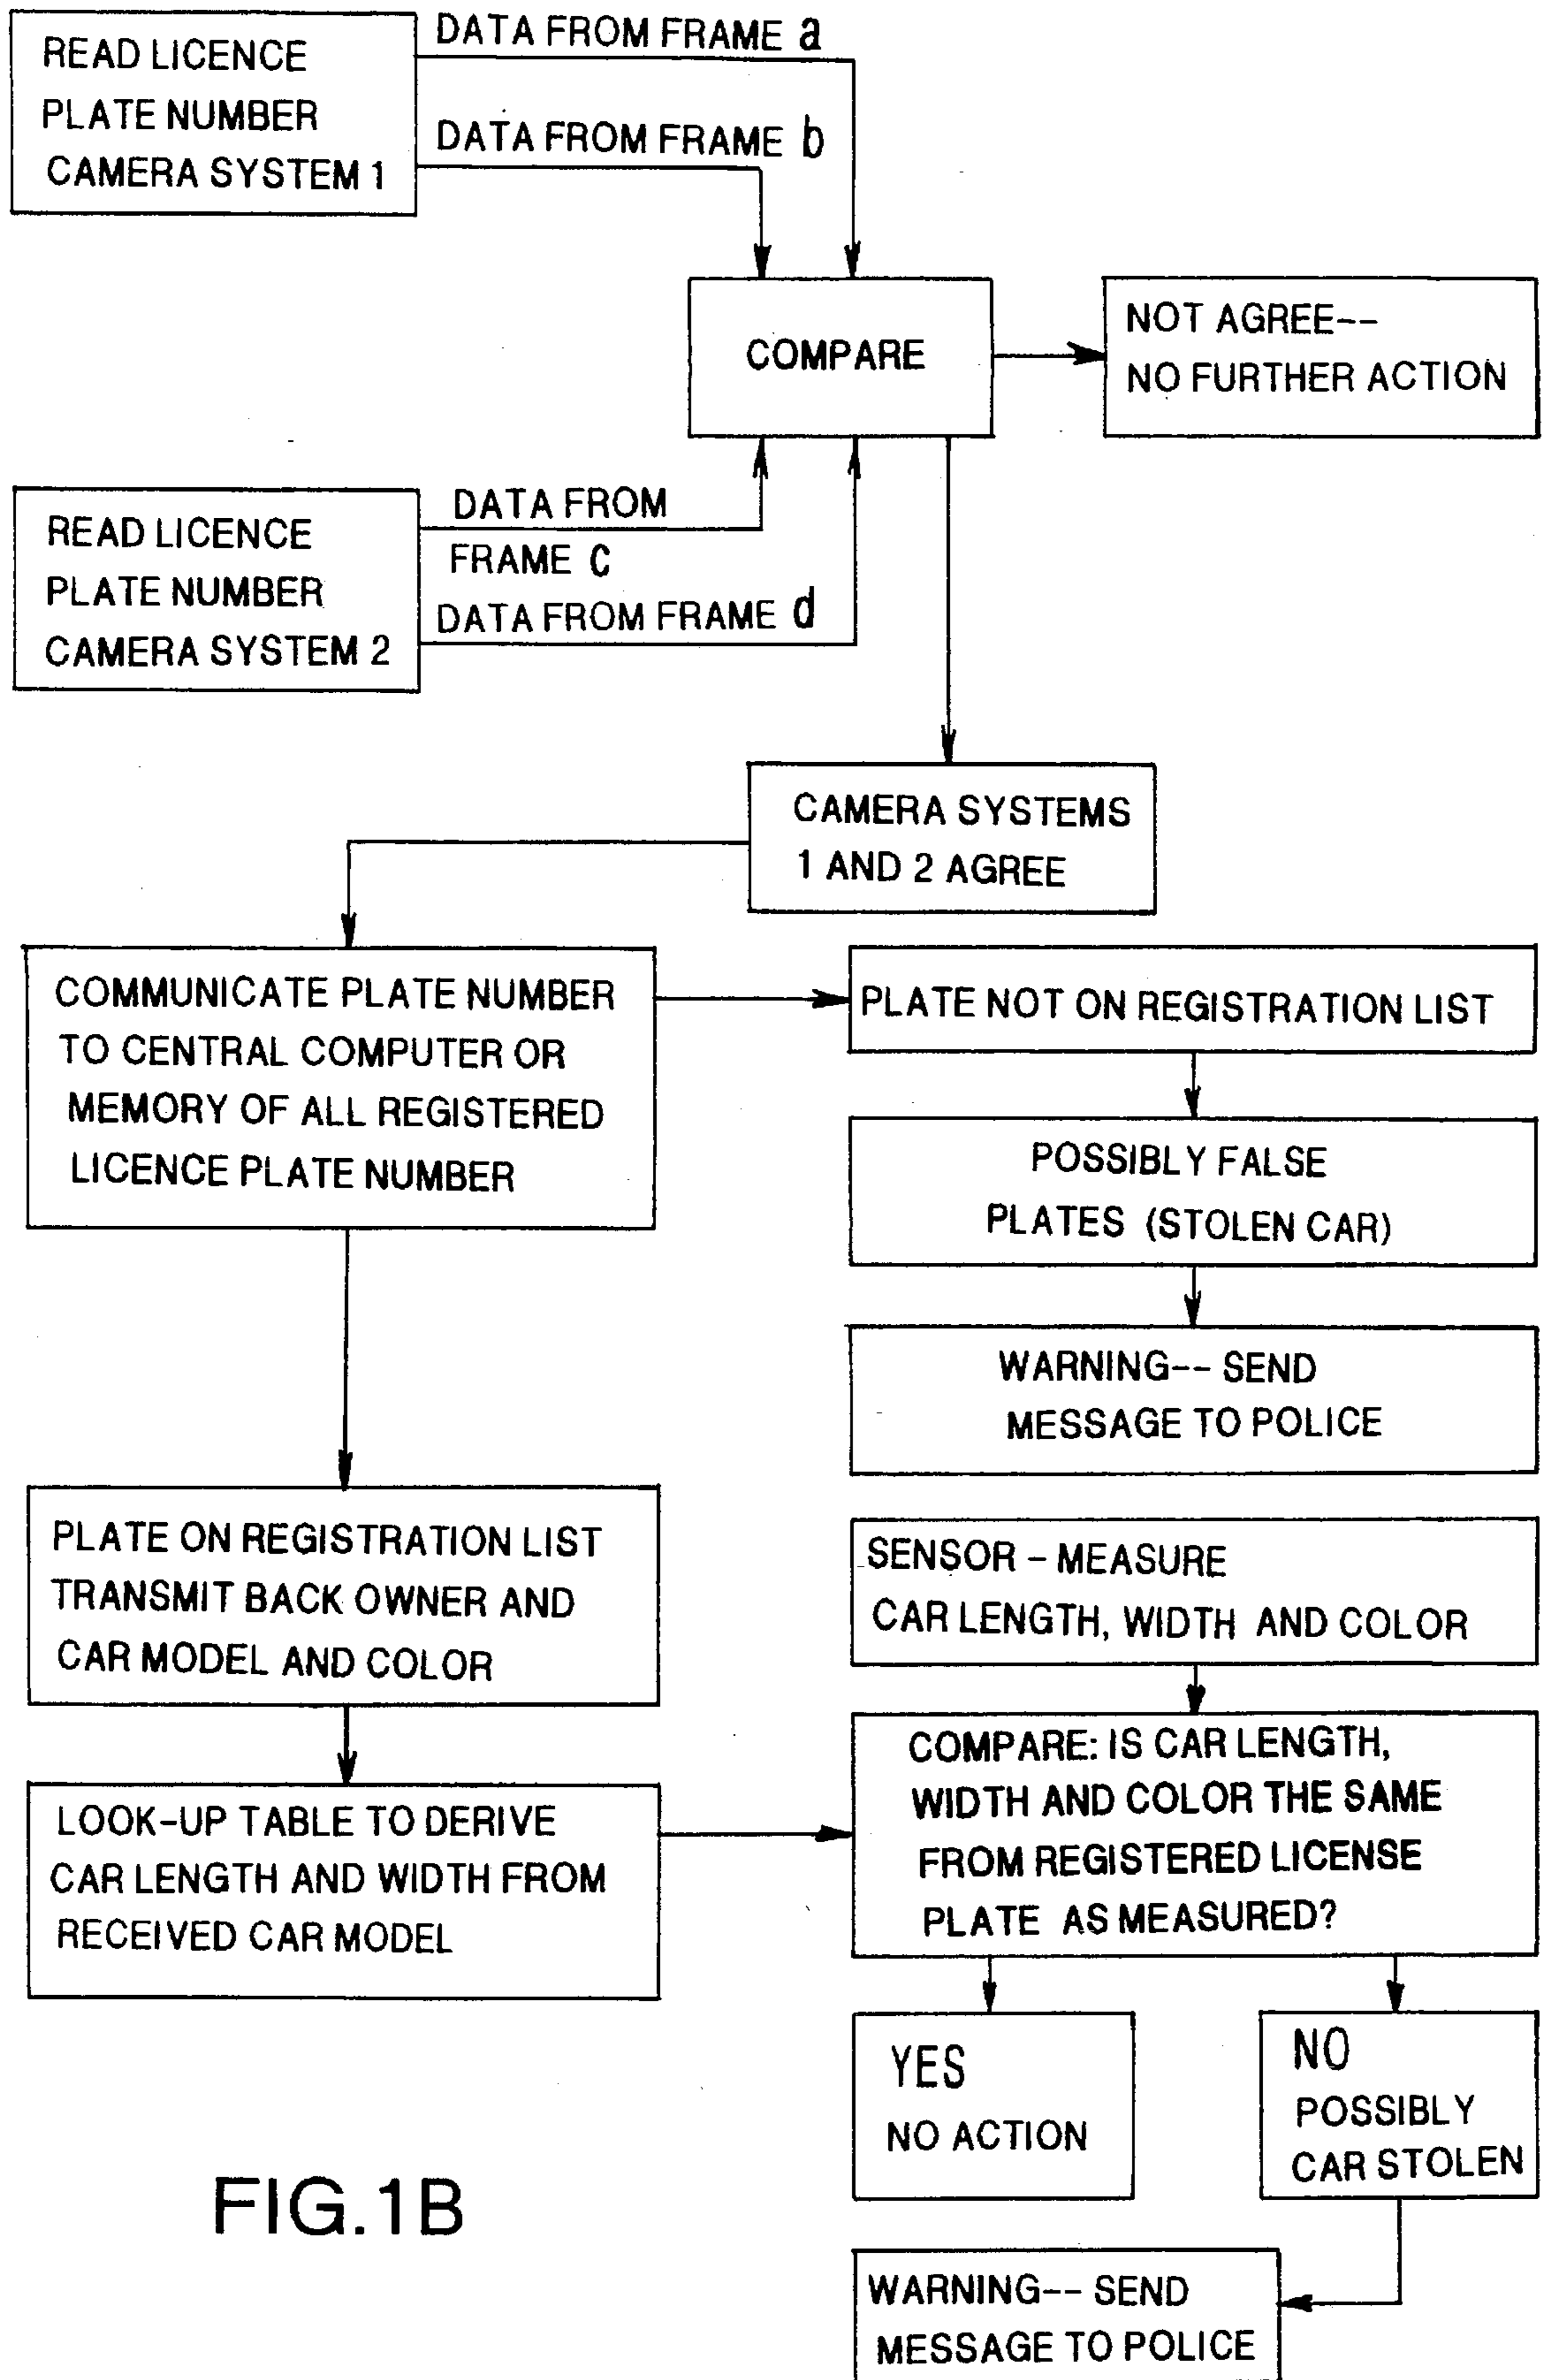 READ LICENCE
PLATE NUMBER
CAMERA SYSTEM 1
DATA FROM FRAME a
DATA FROM FRAME b
COMPARE
NOT AGREE--
NO FURTHER ACTION
READ LICENCE
PLATE NUMBER
CAMERA SYSTEM 2
DATA FROM
FRAME c
DATA FROM FRAME d
CAMERA SYSTEMS
1 AND 2 AGREE
COMMUNICATE PLATE NUMBER
TO CENTRAL COMPUTER OR
MEMORY OF ALL REGISTERED
LICENCE PLATE NUMBER
PLATE NOT ON REGISTRATION LIST
POSSIBLY FALSE
PLATES (STOLEN CAR)
WARNING-- SEND
MESSAGE TO POLICE
PLATE ON REGISTRATION LIST
TRANSMIT BACK OWNER AND
CAR MODEL AND COLOR
SENSOR - MEASURE
CAR LENGTH, WIDTH AND COLOR
LOOK-UP TABLE TO DERIVE
CAR LENGTH AND WIDTH FROM
RECEIVED CAR MODEL
COMPARE: IS CAR LENGTH,
WIDTH AND COLOR THE SAME
FROM REGISTERED LICENSE
PLATE AS MEASURED?
YES
NO ACTION
NO
POSSIBLY
CAR STOLEN
WARNING-- SEND
MESSAGE TO POLICE
FIG.1B